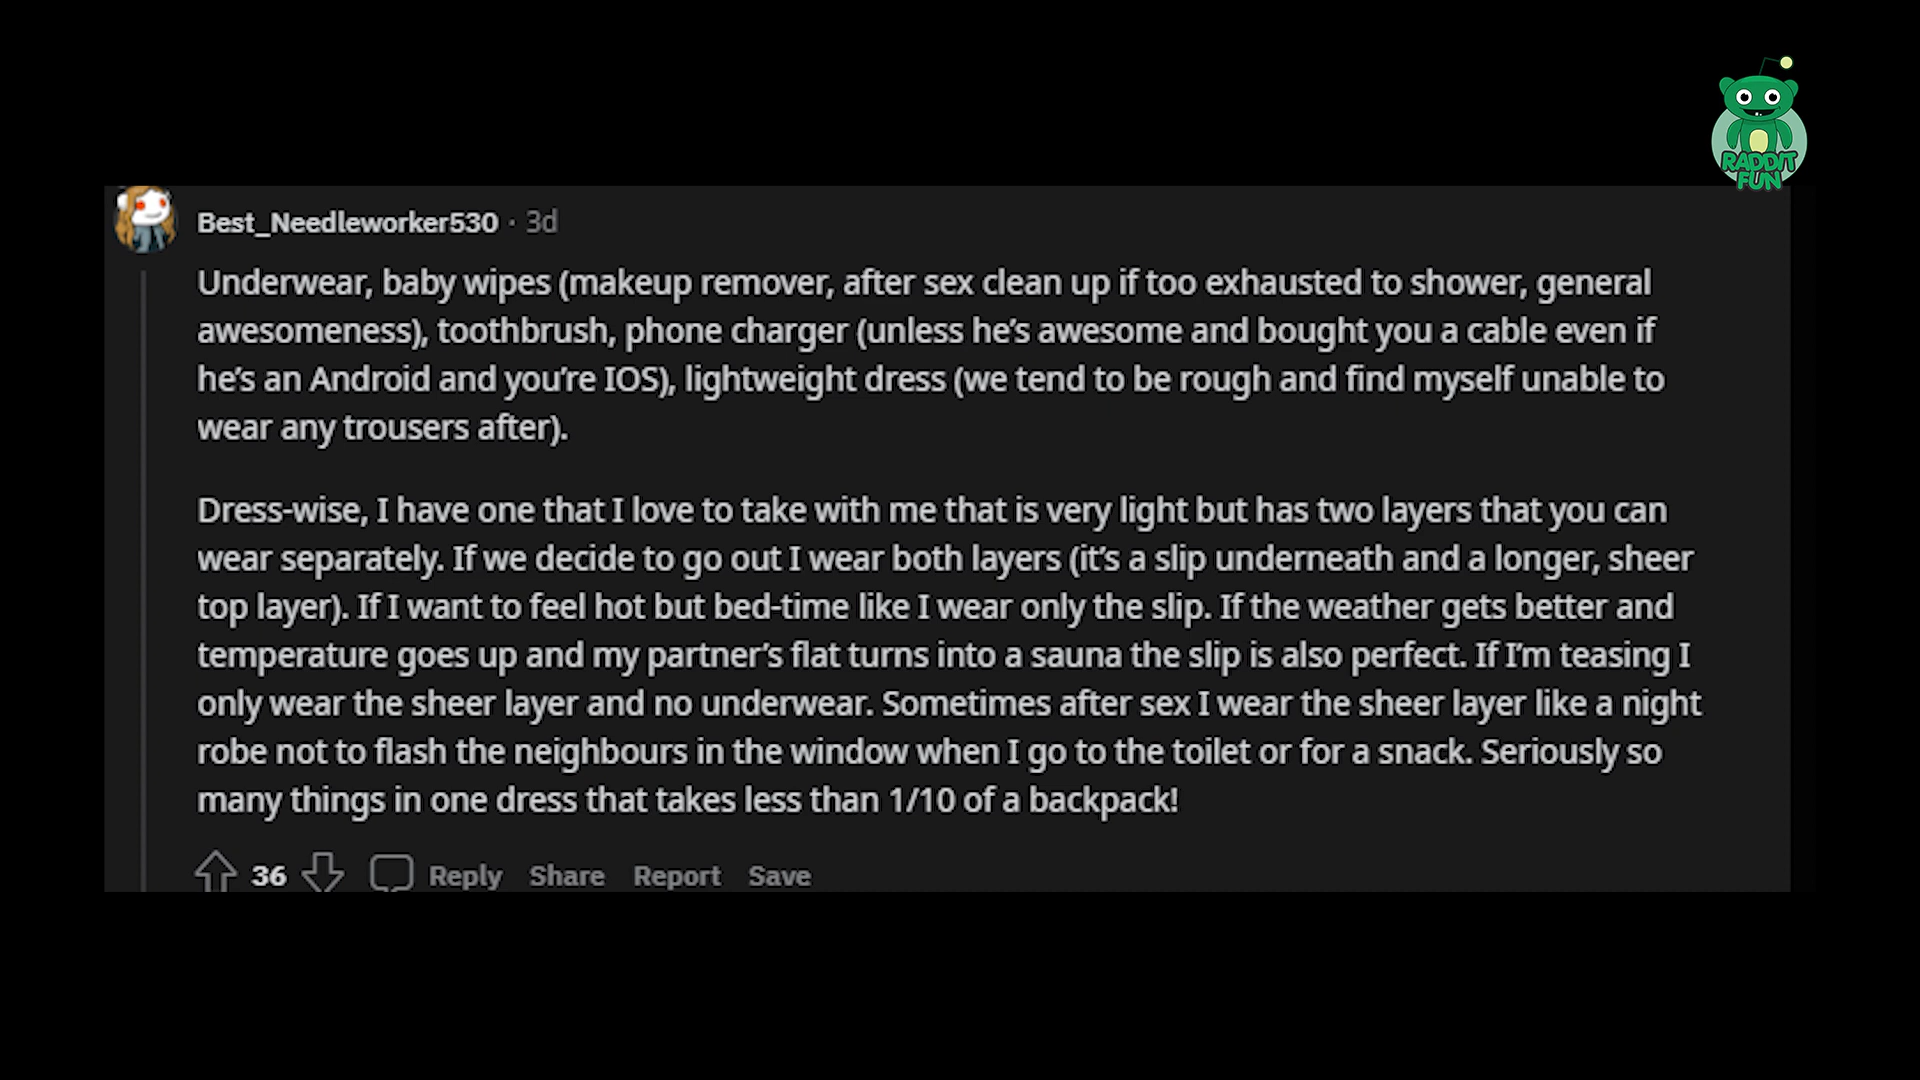 RADDIT
FUN
Best_Needleworker530 · 3d
Underwear, baby wipes (makeup remover, after sex clean up if too exhausted to shower, general
awesomeness), toothbrush, phone charger (unless he’s awesome and bought you a cable even if
he’s an Android and you’re IOS), lightweight dress (we tend to be rough and find myself unable to
wear any trousers after).
Dress-wise, I have one that I love to take with me that is very light but has two layers that you can
wear separately. If we decide to go out I wear both layers (it’s a slip underneath and a longer, sheer
top layer). If I want to feel hot but bed-time like I wear only the slip. If the weather gets better and
temperature goes up and my partner’s flat turns into a sauna the slip is also perfect. If I’m teasing I
only wear the sheer layer and no underwear. Sometimes after sex I wear the sheer layer like a night
robe not to flash the neighbours in the window when I go to the toilet or for a snack. Seriously so
many things in one dress that takes less than 1/10 of a backpack!
36 Reply Share Report Save